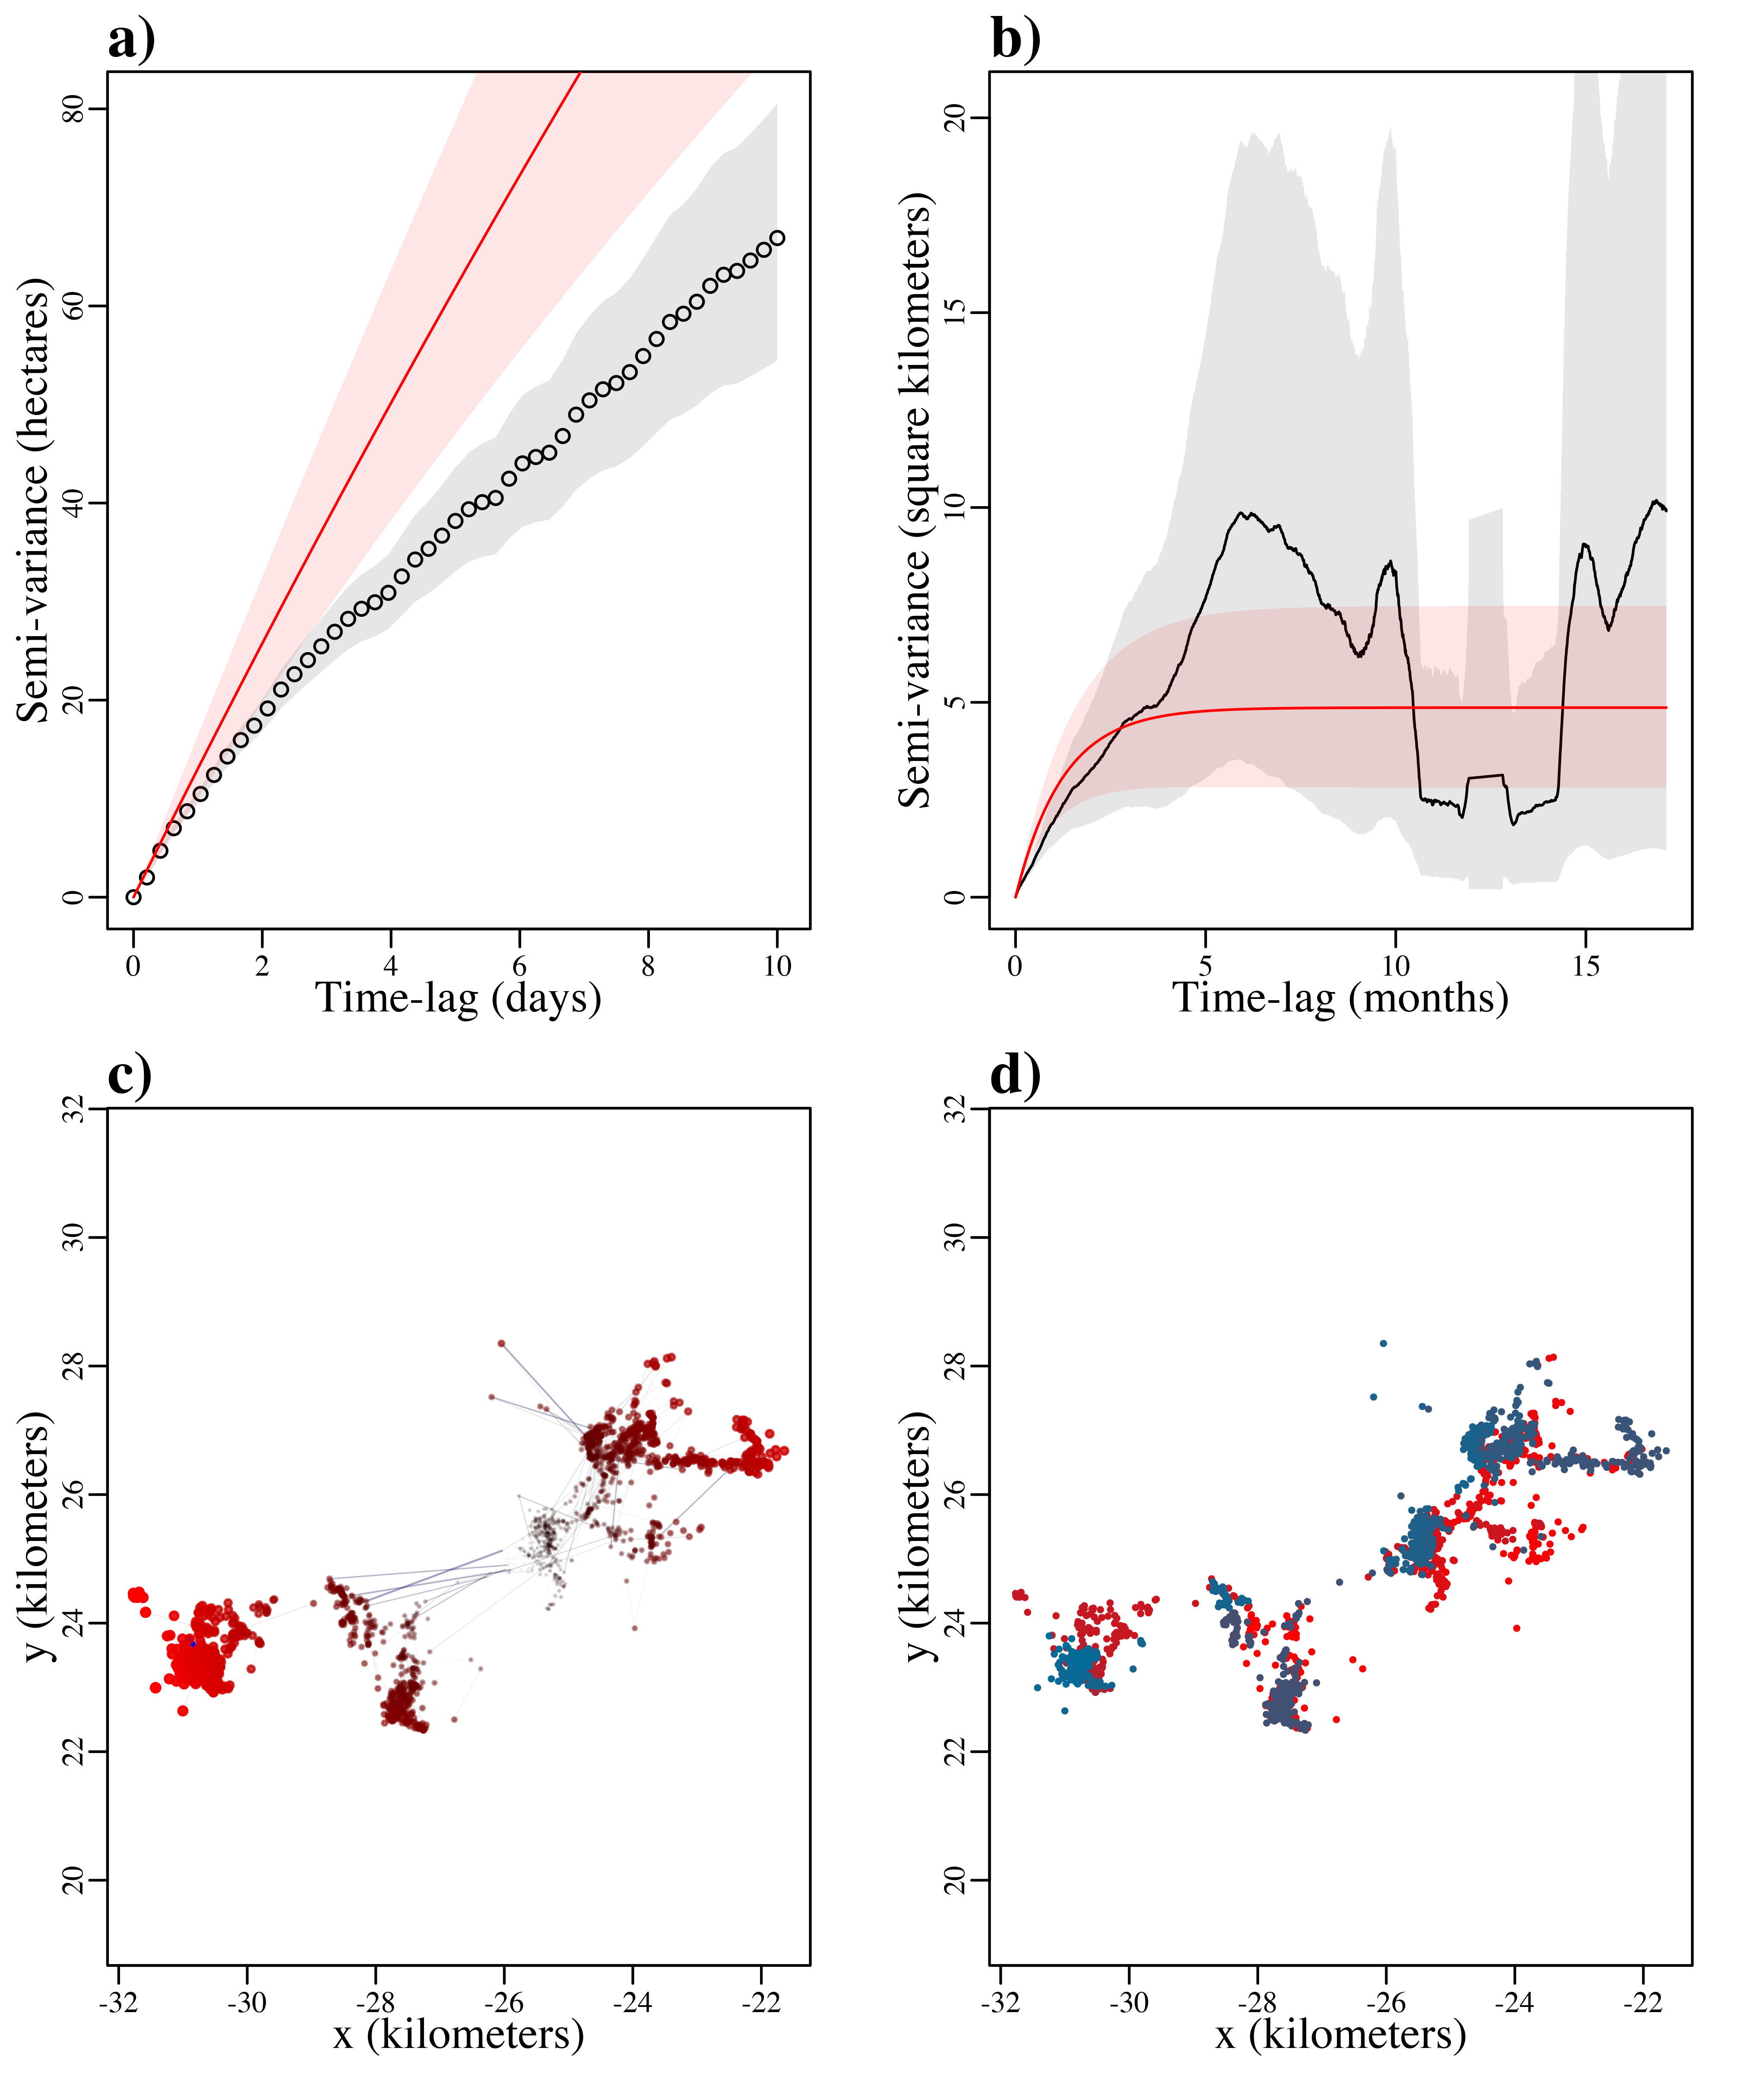 a)
Semi-variance (hectares)
80
60
40
20
0
0 2 4 6 8 10
Time-lag (days)
b)
Semi-variance (square kilometers)
20
15
10
5
0
0 5 10 15
Time-lag (months)
c)
y (kilometers)
32
30
28
26
24
22
20
-32 -30 -28 -26 -24 -22
x (kilometers)
d)
y (kilometers)
32
30
28
26
24
22
20
-32 -30 -28 -26 -24 -22
x (kilometers)